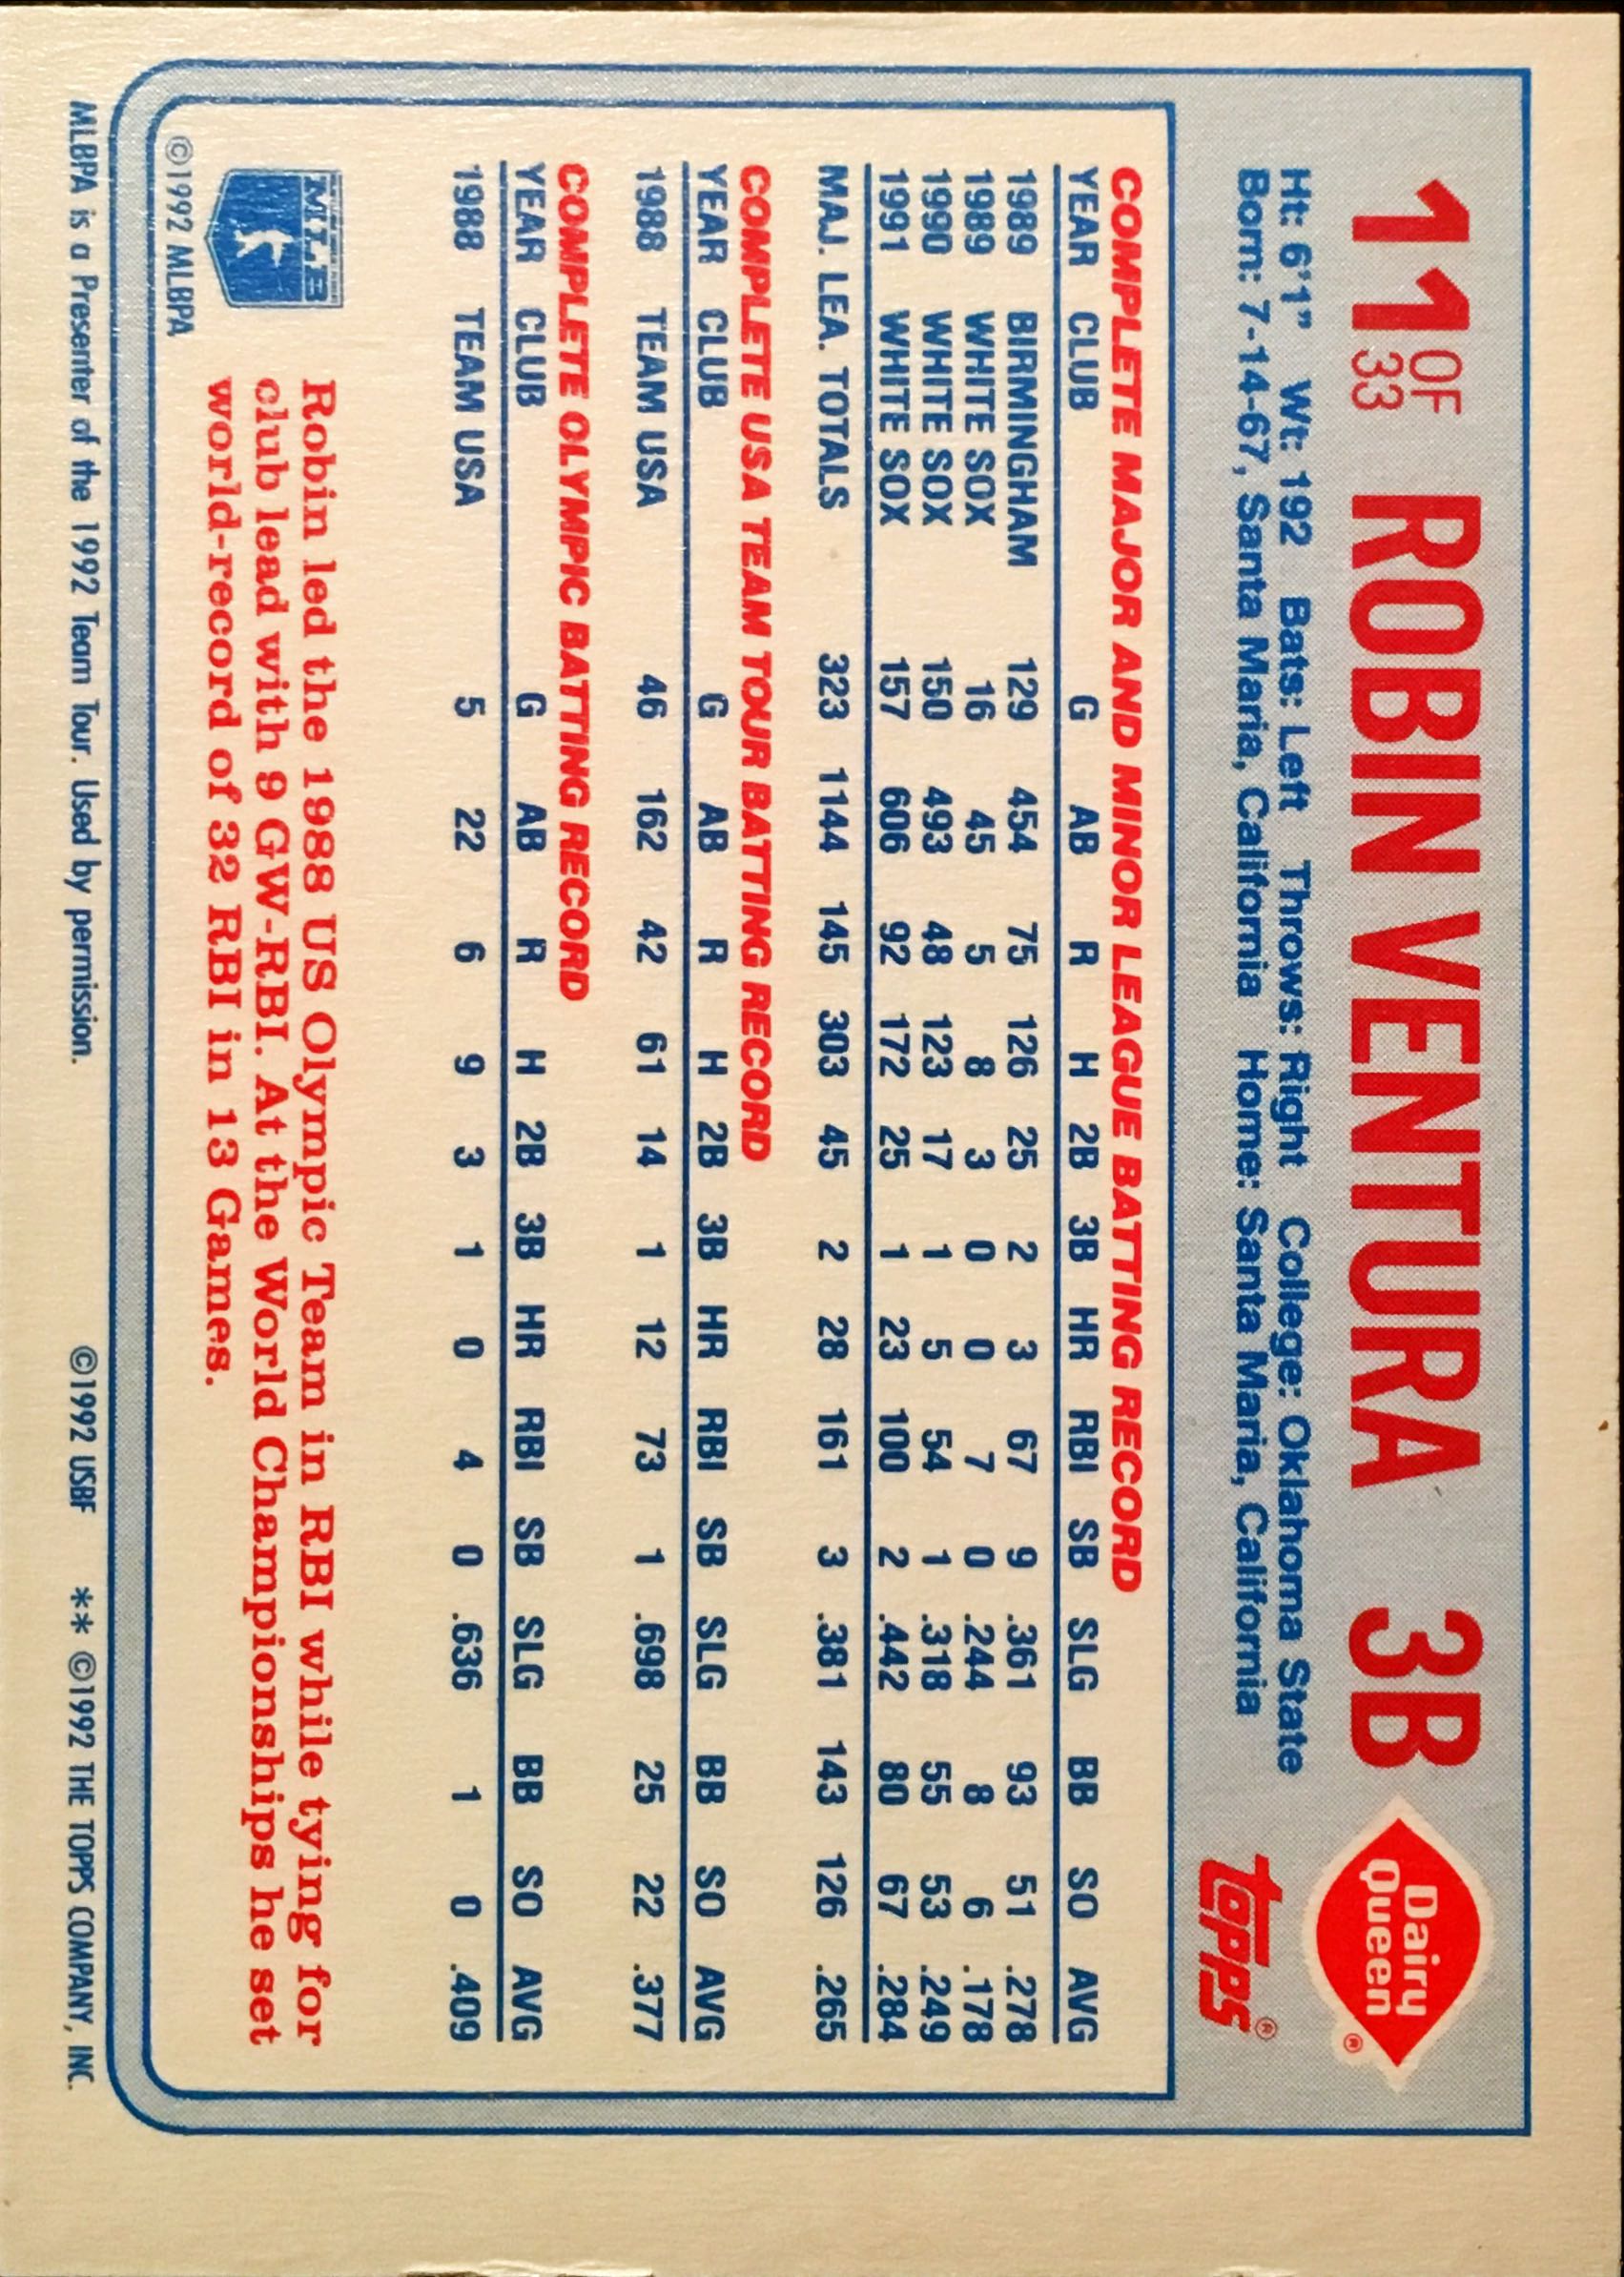 11 OF 33 ROBIN VENTURA 3B
Dairy Queen®
Ht: 6'1" Wt: 192 Bats: Left Throws: Right College: Oklahoma State
Born: 7-14-67, Santa Maria, California Home: Santa Maria, California
TOPPS®
COMPLETE MAJOR AND MINOR LEAGUE BATTING RECORD
YEAR CLUB G AB R H 2B 3B HR RBI SB SLG BB SO AVG
1989 BIRMINGHAM 129 454 75 126 25 2 3 67 9 .361 93 51 .278
1989 WHITE SOX 16 45 5 8 3 0 0 7 0 .244 8 6 .178
1990 WHITE SOX 150 493 48 123 17 1 5 54 1 .318 55 53 .249
1991 WHITE SOX 157 606 92 172 25 1 23 100 2 .442 80 67 .284
MAJ. LEA. TOTALS 323 1144 145 303 45 2 28 161 3 .381 143 126 .265
COMPLETE USA TEAM TOUR BATTING RECORD
YEAR CLUB G AB R H 2B 3B HR RBI SB SLG BB SO AVG
1988 TEAM USA 46 162 42 61 14 1 12 73 1 .698 25 22 .377
COMPLETE OLYMPIC BATTING RECORD
YEAR CLUB G AB R H 2B 3B HR RBI SB SLG BB SO AVG
1988 TEAM USA 5 22 6 9 3 1 0 4 0 .636 1 0 .409
MLB
©1992 MLBPA
Robin led the 1988 US Olympic Team in RBI while tying for
club lead with 9 GW-RBI. At the World Championships he set
world-record of 32 RBI in 13 Games.
MLBPA is a Presenter of the 1992 Team Tour. Used by permission. ©1992 USBF ** ©1992 THE TOPPS COMPANY, INC.